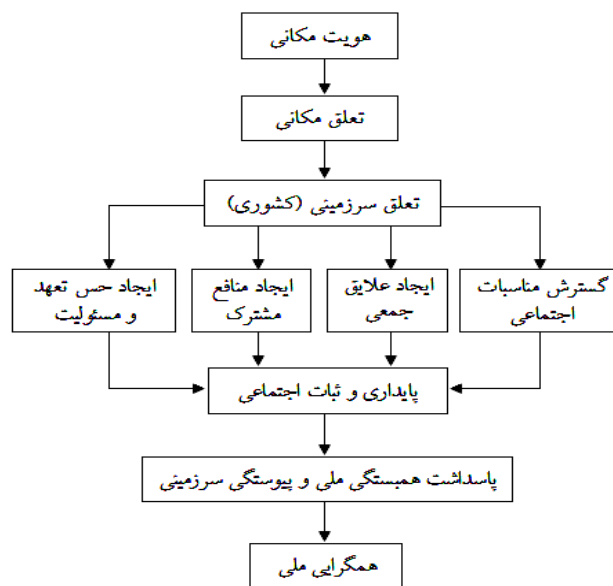 هویت مکانی
تعلق مکانی
تعلق سرزمینی (کشوری)
گسترش مناسبات
اجتماعی
ایجاد علایق
جمعی
ایجاد منافع
مشترک
ایجاد حس تعهد
و مسئولیت
پایداری و ثبات اجتماعی
پاسداشت همبستگی ملی و پیوستگی سرزمینی
همگرایی ملی